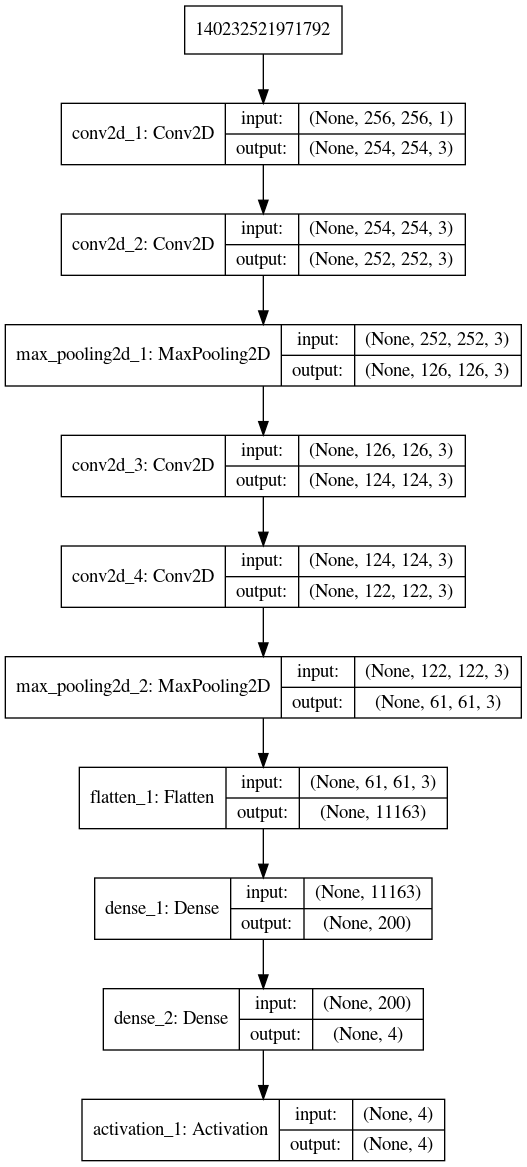 140232521971792
conv2d_1: Conv2D
input: (None, 256, 256, 1)
output: (None, 254, 254, 3)
conv2d_2: Conv2D
input: (None, 254, 254, 3)
output: (None, 252, 252, 3)
max_pooling2d_1: MaxPooling2D
input: (None, 252, 252, 3)
output: (None, 126, 126, 3)
conv2d_3: Conv2D
input: (None, 126, 126, 3)
output: (None, 124, 124, 3)
conv2d_4: Conv2D
input: (None, 124, 124, 3)
output: (None, 122, 122, 3)
max_pooling2d_2: MaxPooling2D
input: (None, 122, 122, 3)
output: (None, 61, 61, 3)
flatten_1: Flatten
input: (None, 61, 61, 3)
output: (None, 11163)
dense_1: Dense
input: (None, 11163)
output: (None, 200)
dense_2: Dense
input: (None, 200)
output: (None, 4)
activation_1: Activation
input: (None, 4)
output: (None, 4)